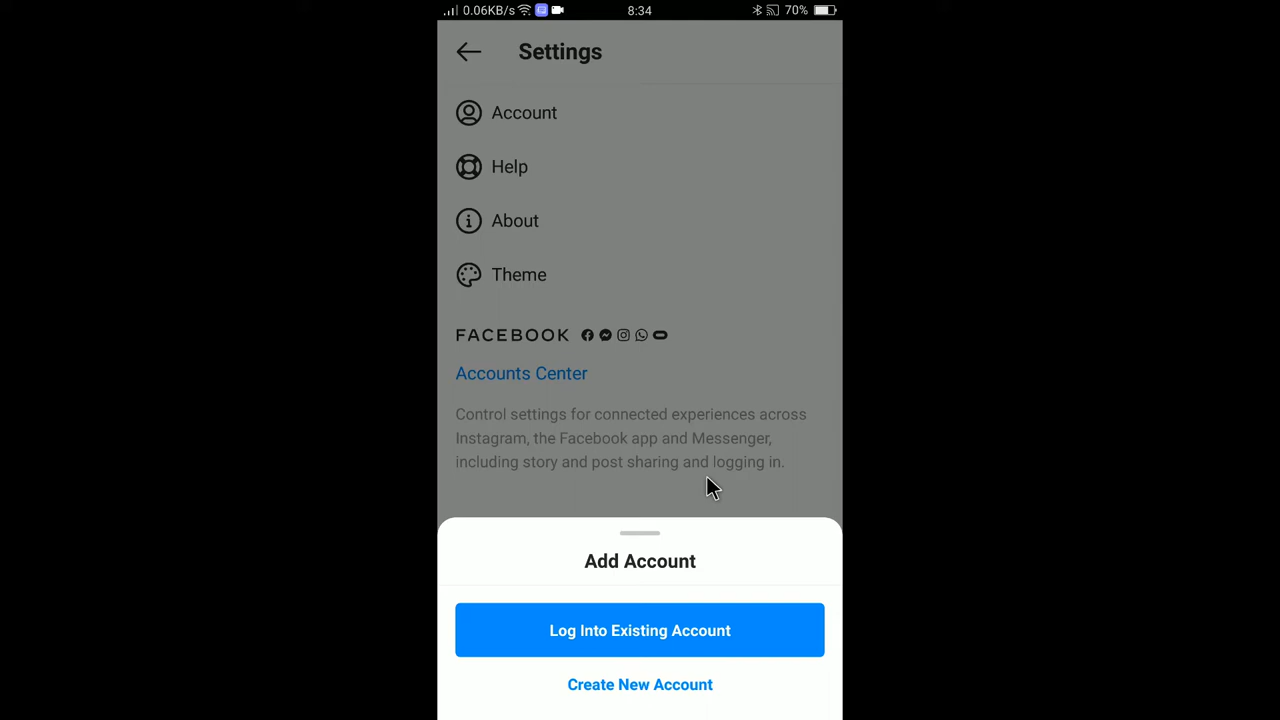 0.06KB/s 8:34 70%
Settings
Account
Help
About
Theme
FACEBOOK
Accounts Center
Control settings for connected experiences across
Instagram, the Facebook app and Messenger,
including story and post sharing and logging in.
Add Account
Log Into Existing Account
Create New Account